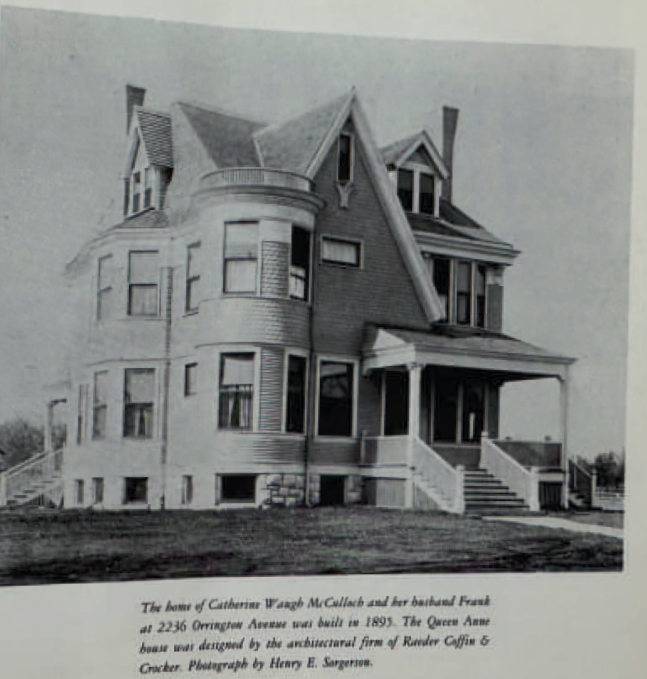 The home of Catherine Waugh McCulloch and her husband Frank
at 2236 Orrington Avenue was built in 1895. The Queen Anne
house was designed by the architectural firm of Raeder Coffin &
Crocker. Photograph by Henry E. Sorgerson.